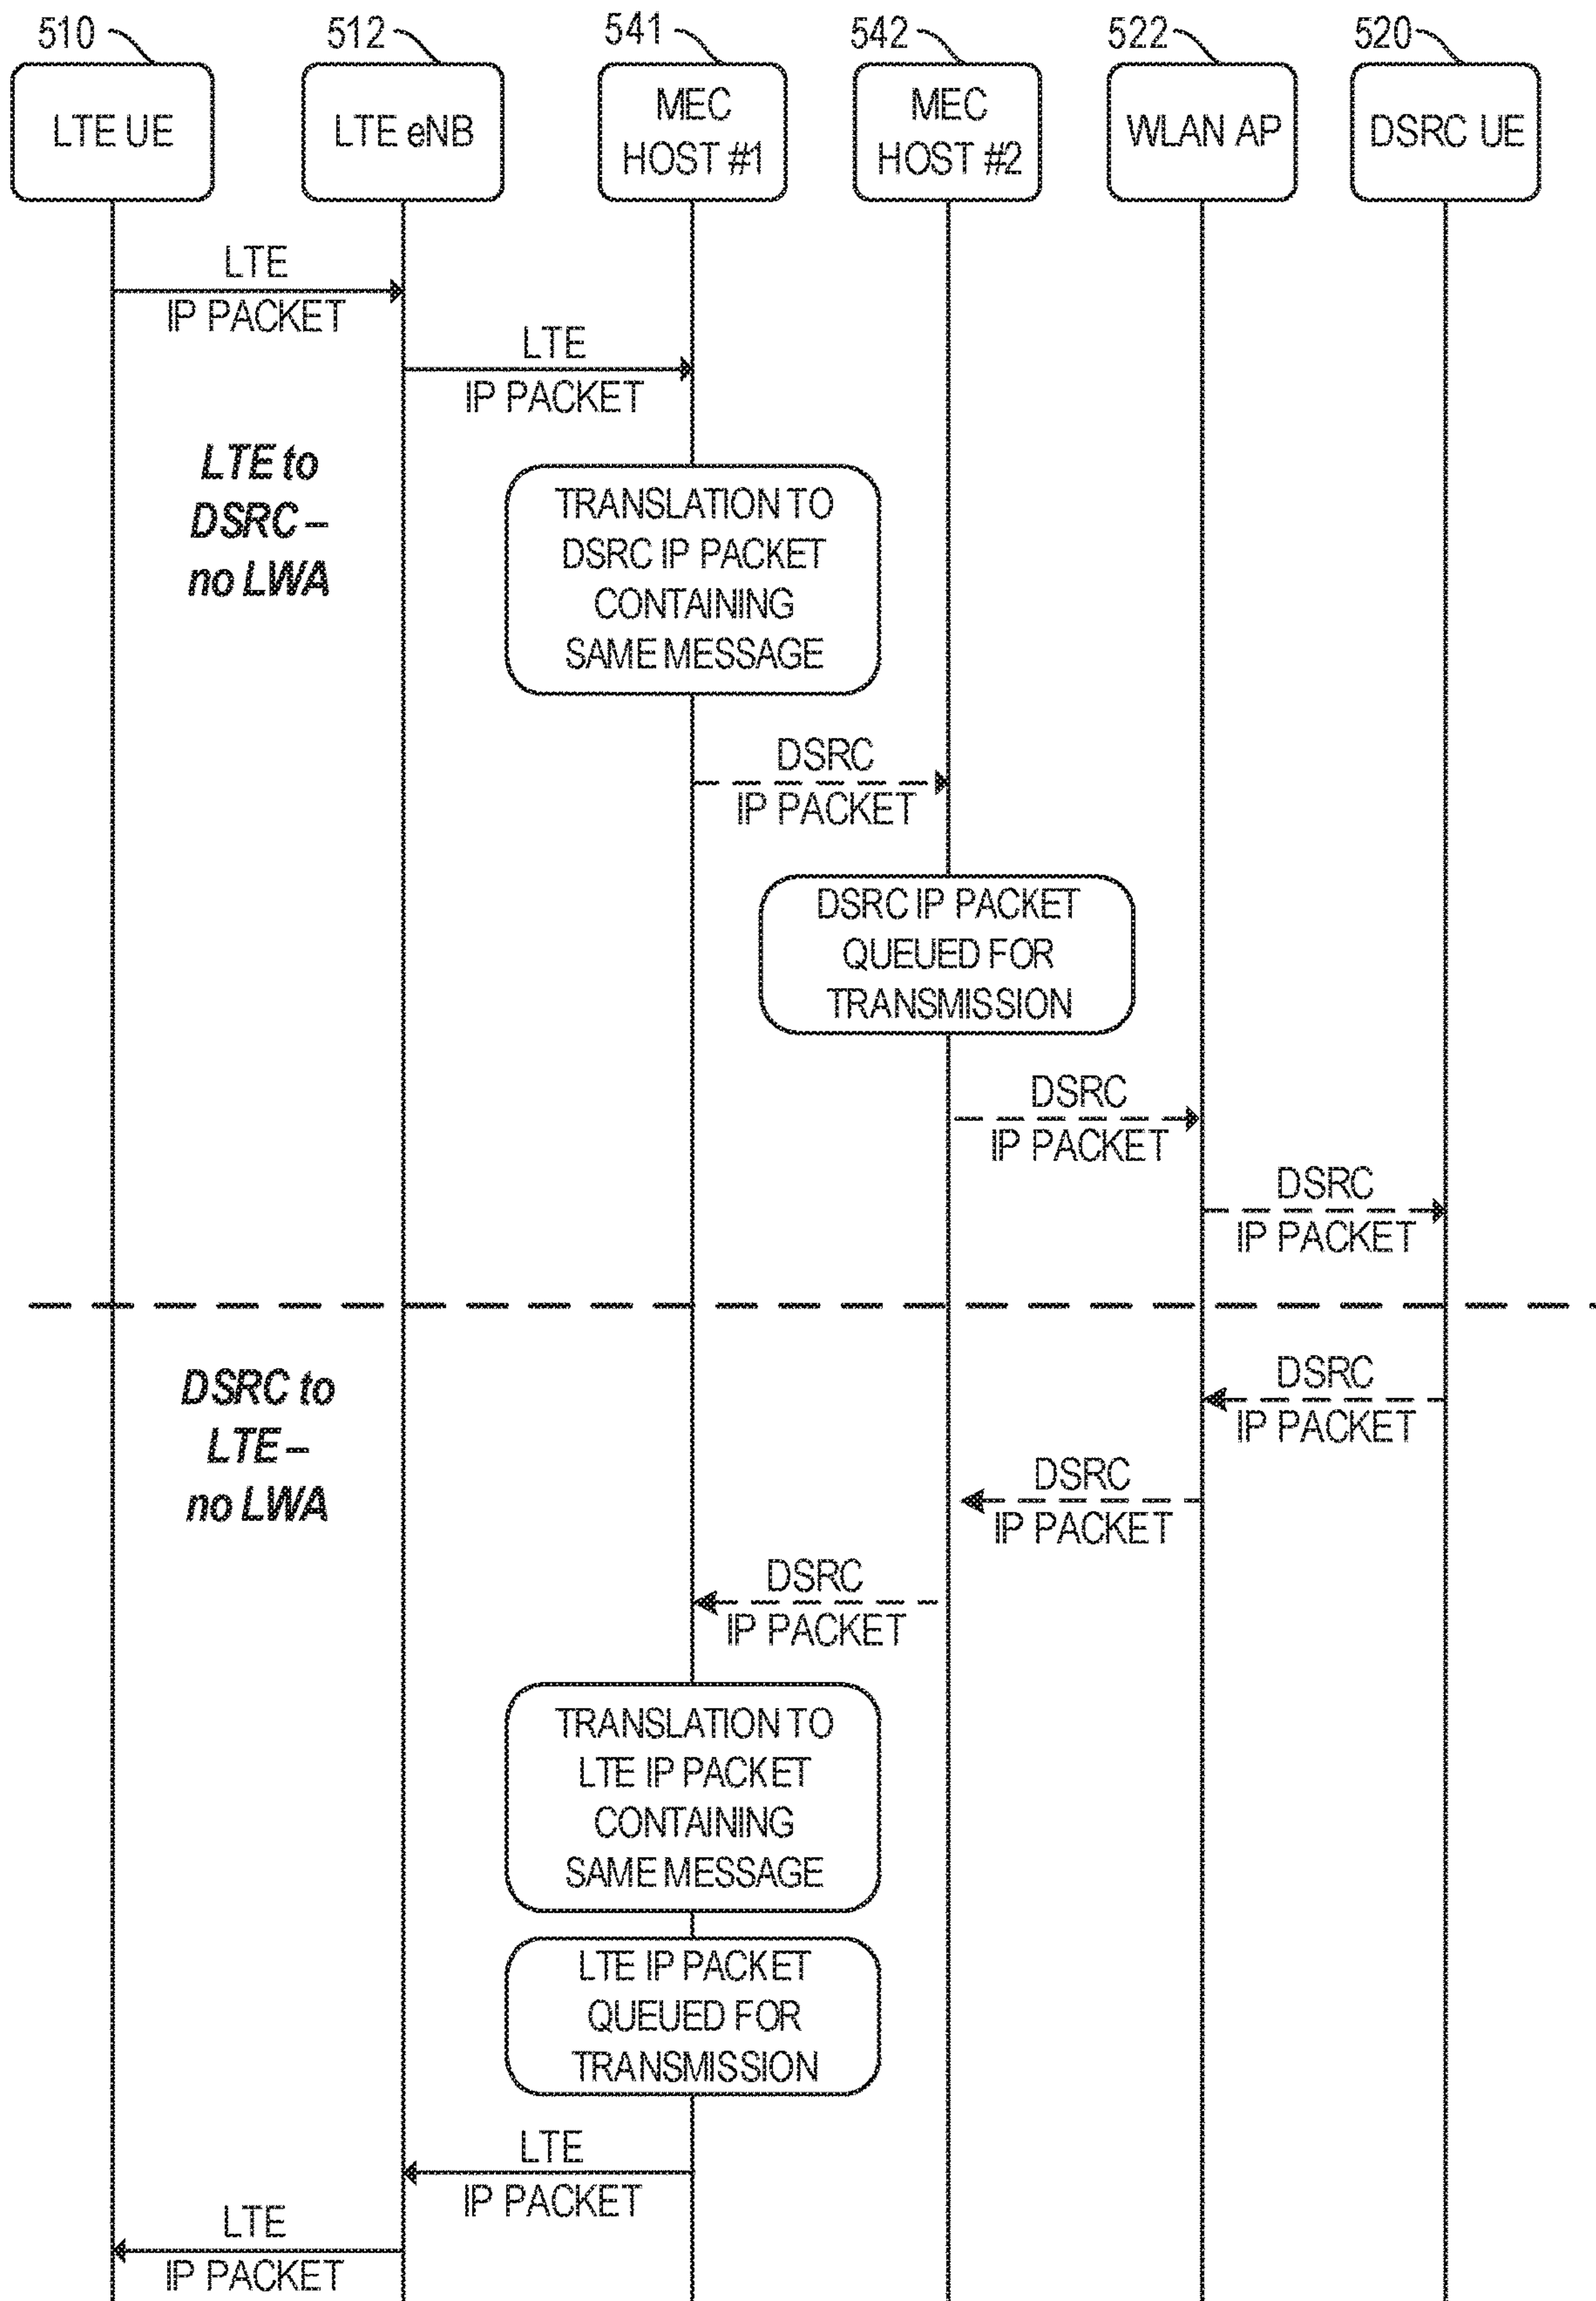 510
512
541
542
522
520
LTE UE
LTE eNB
MEC
HOST #1
MEC
HOST #2
WLAN AP
DSRC UE
LTE
IP PACKET
LTE
IP PACKET
LTE to
DSRC –
no LWA
TRANSLATION TO
DSRC IP PACKET
CONTAINING
SAME MESSAGE
DSRC
IP PACKET
DSRC IP PACKET
QUEUED FOR
TRANSMISSION
DSRC
IP PACKET
DSRC
IP PACKET
DSRC to
LTE –
no LWA
DSRC
IP PACKET
DSRC
IP PACKET
DSRC
IP PACKET
TRANSLATION TO
LTE IP PACKET
CONTAINING
SAME MESSAGE
LTE IP PACKET
QUEUED FOR
TRANSMISSION
LTE
IP PACKET
LTE
IP PACKET